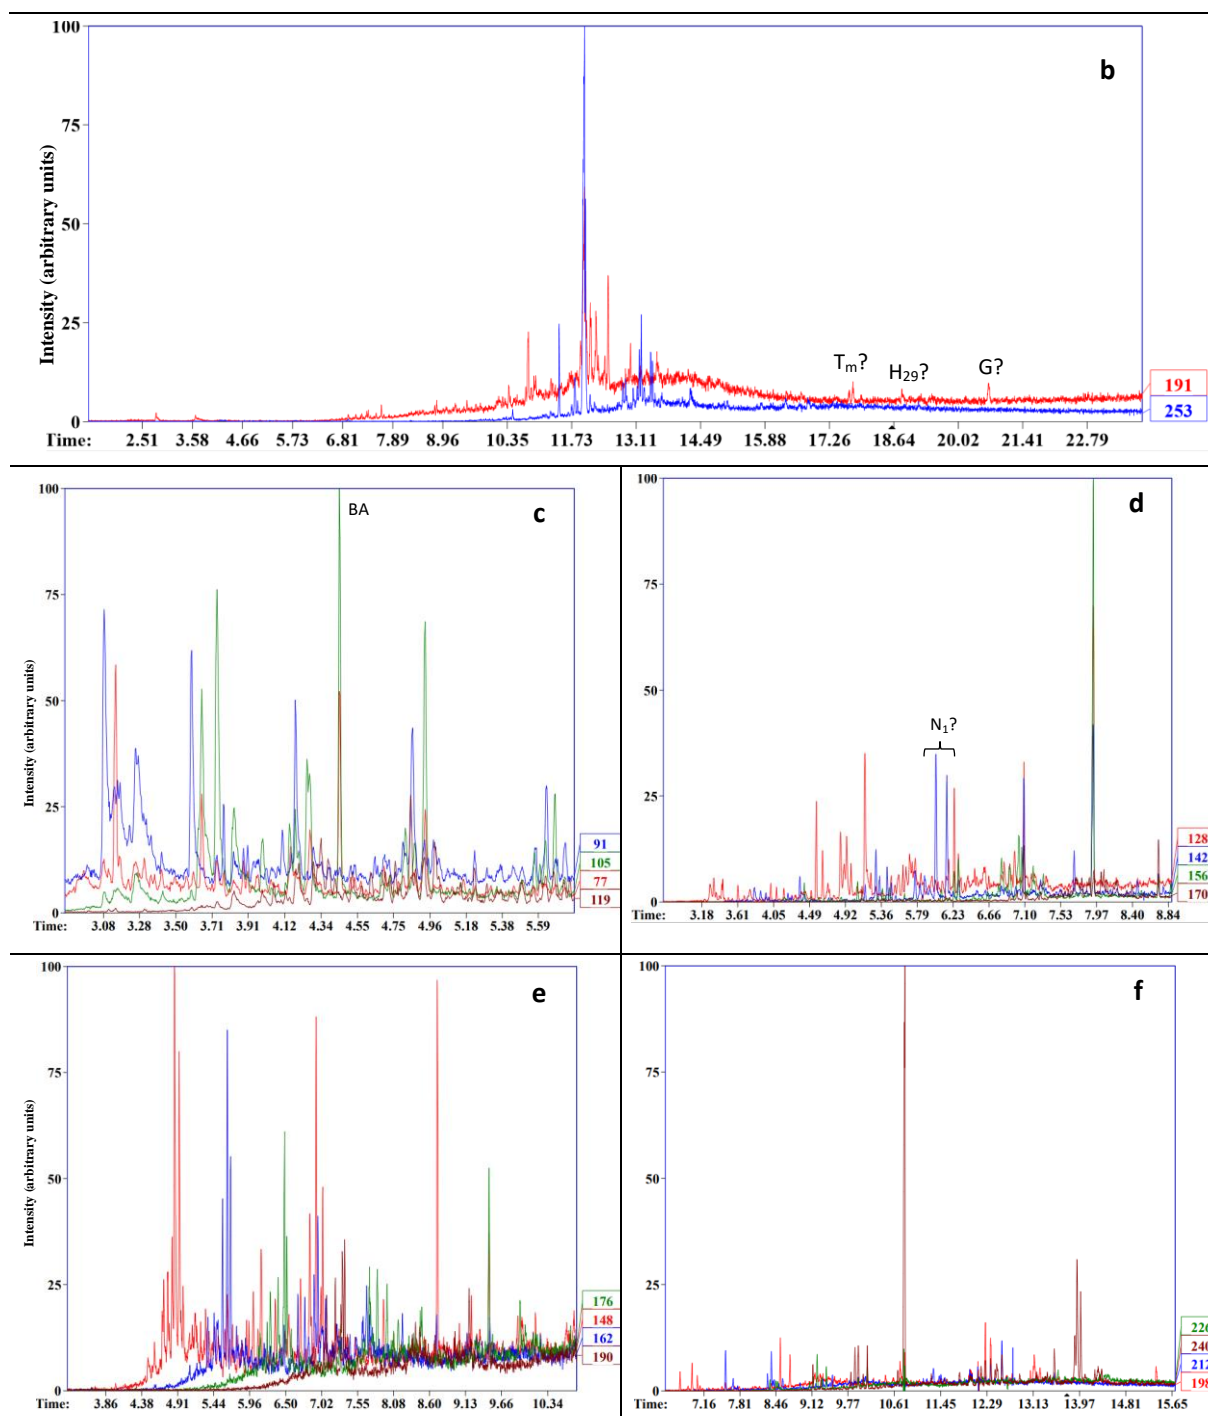 b
100
75
50
25
0
Intensity (arbitrary units)
Tm?
H29?
G?
191
253
Time: 2.51 3.58 4.66 5.73 6.81 7.89 8.96 10.35 11.73 13.11 14.49 15.88 17.26 18.64 20.02 21.41 22.79
c
100
75
50
25
0
Intensity (arbitrary units)
BA
91
105
77
119
Time: 3.08 3.28 3.50 3.71 3.91 4.12 4.34 4.55 4.75 4.96 5.18 5.38 5.59
d
100
75
50
25
0
N1?
128
142
156
170
Time: 3.18 3.61 4.05 4.49 4.92 5.36 5.79 6.23 6.66 7.10 7.53 7.97 8.40 8.84
e
100
75
50
25
0
Intensity (arbitrary units)
176
148
162
190
Time: 3.86 4.38 4.91 5.44 5.96 6.50 7.02 7.55 8.08 8.60 9.13 9.66 10.34
f
100
75
50
25
0
226
240
212
198
Time: 7.16 7.81 8.46 9.12 9.77 10.61 11.45 12.29 13.13 13.97 14.81 15.65